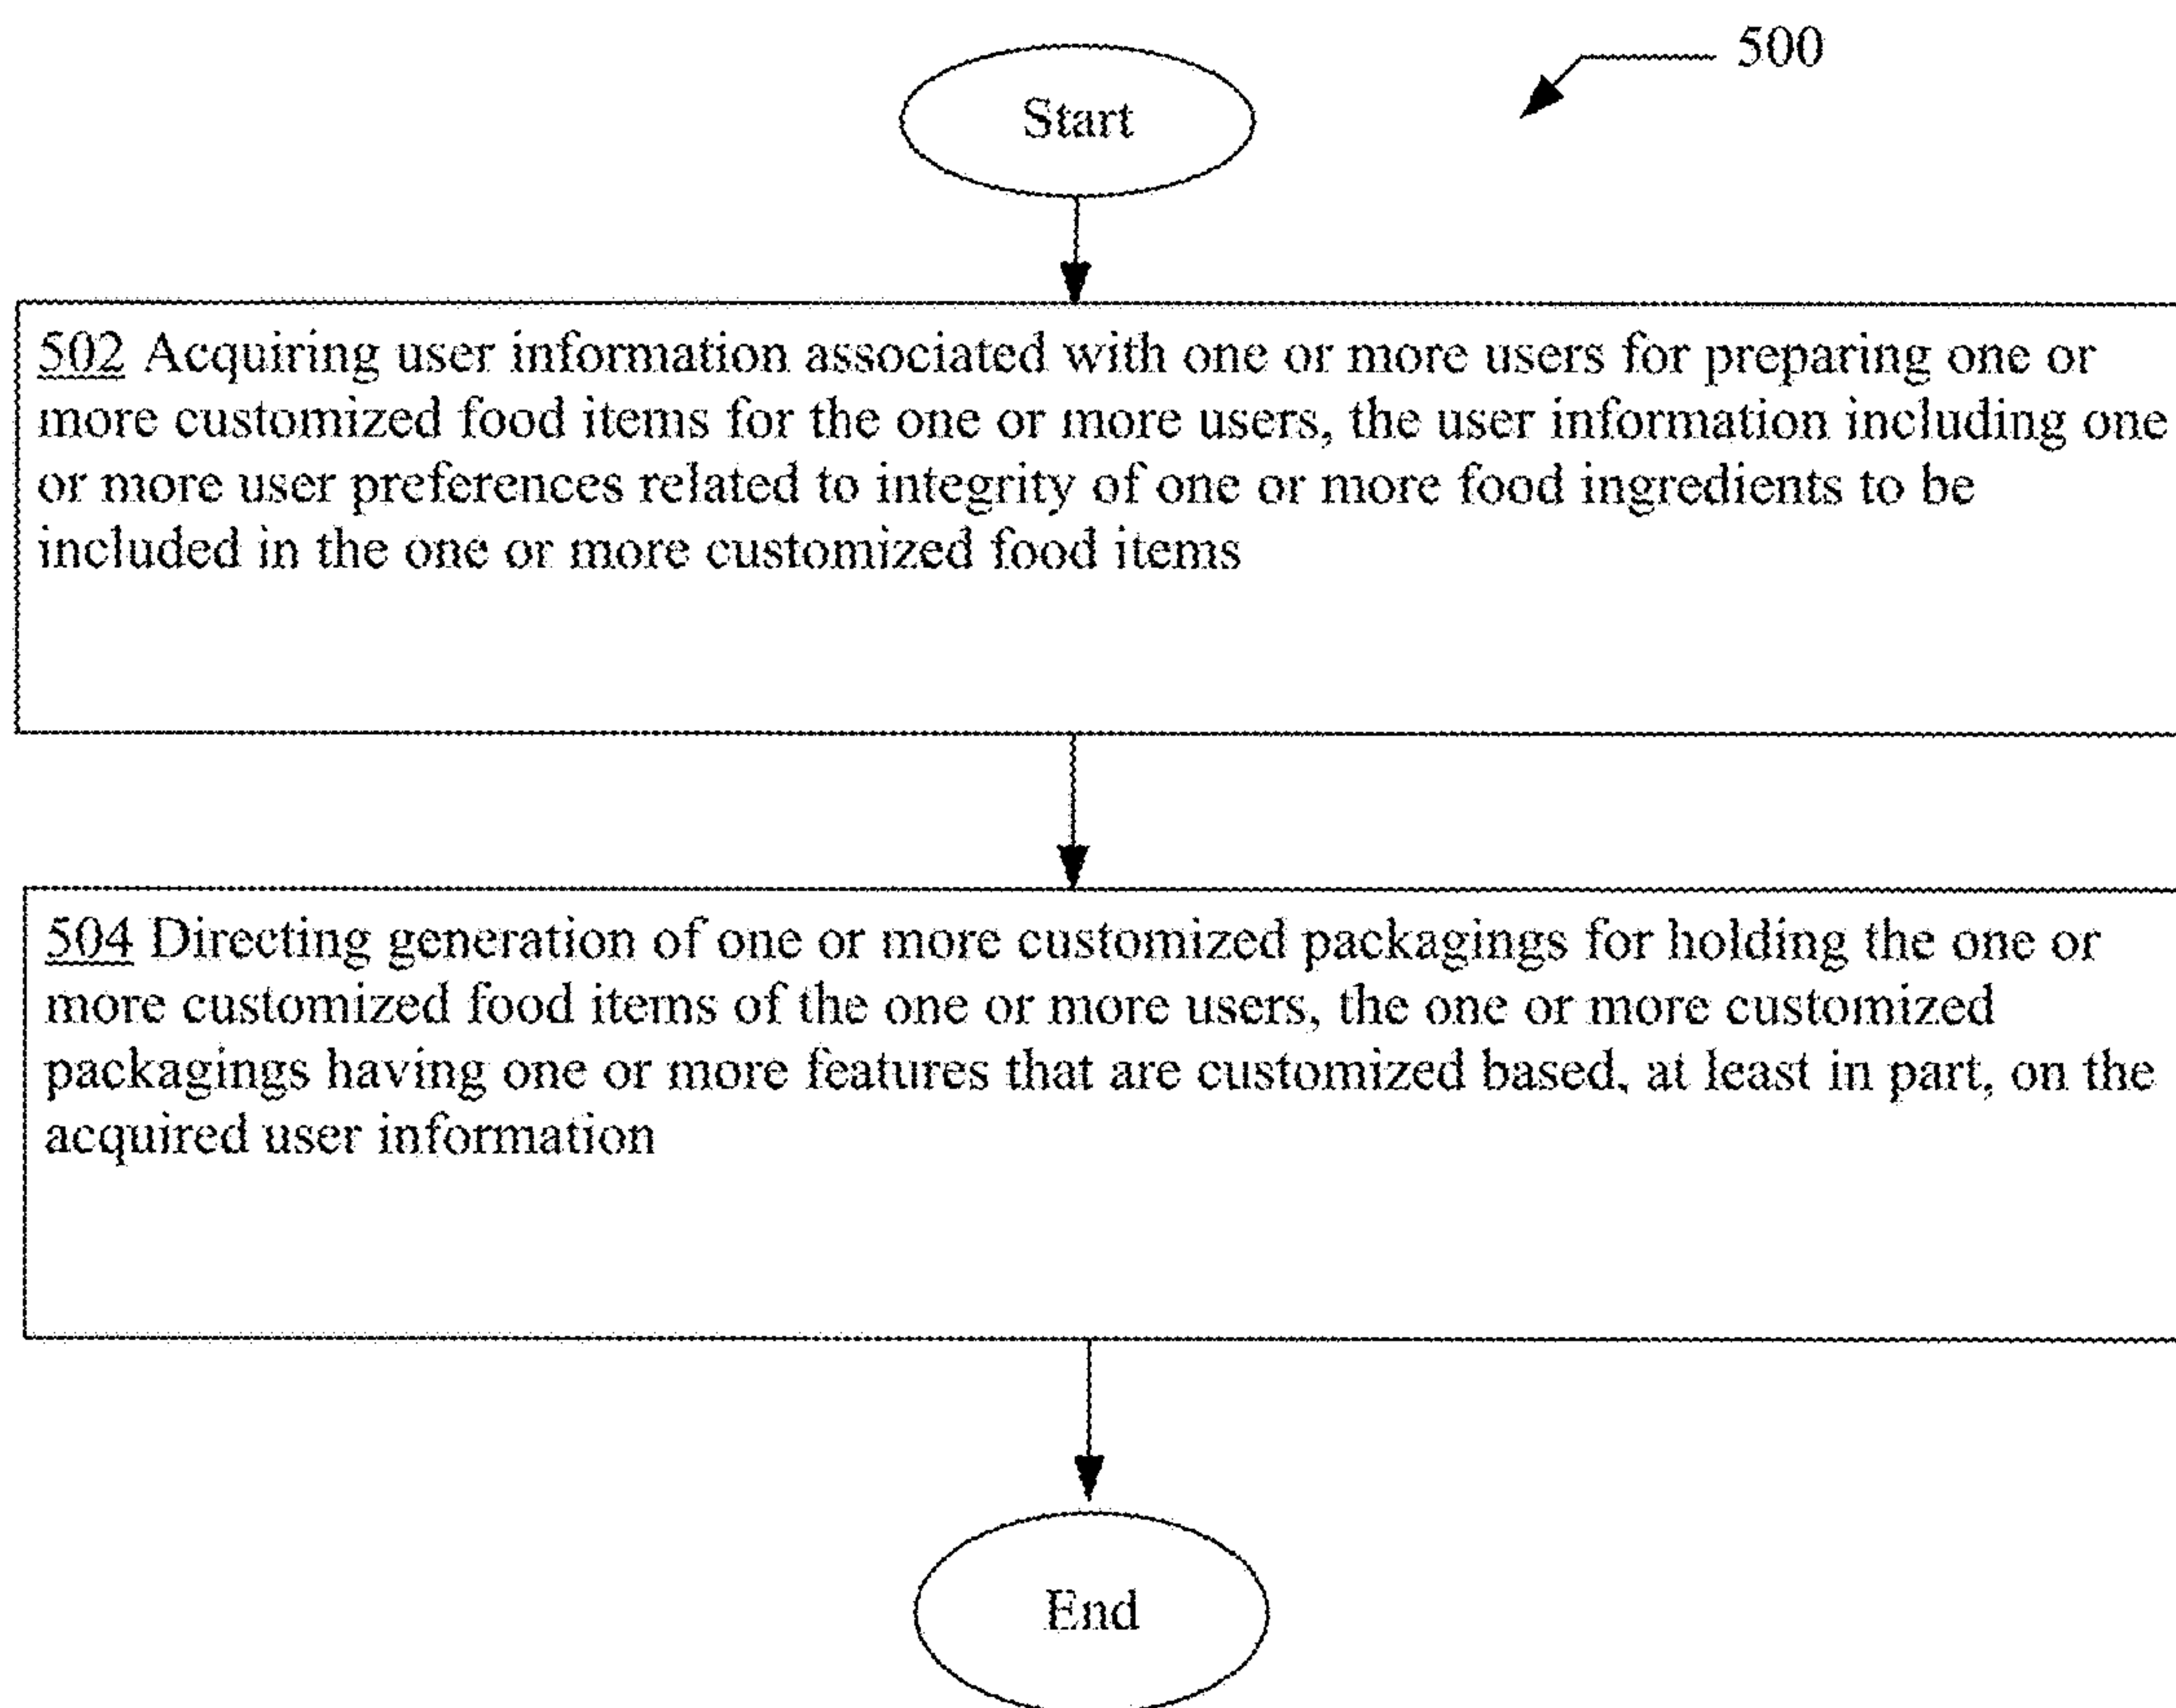 500
Start
502 Acquiring user information associated with one or more users for preparing one or
more customized food items for the one or more users, the user information including one
or more user preferences related to integrity of one or more food ingredients to be
included in the one or more customized food items
504 Directing generation of one or more customized packagings for holding the one or
more customized food items of the one or more users, the one or more customized
packagings having one or more features that are customized based, at least in part, on the
acquired user information
End